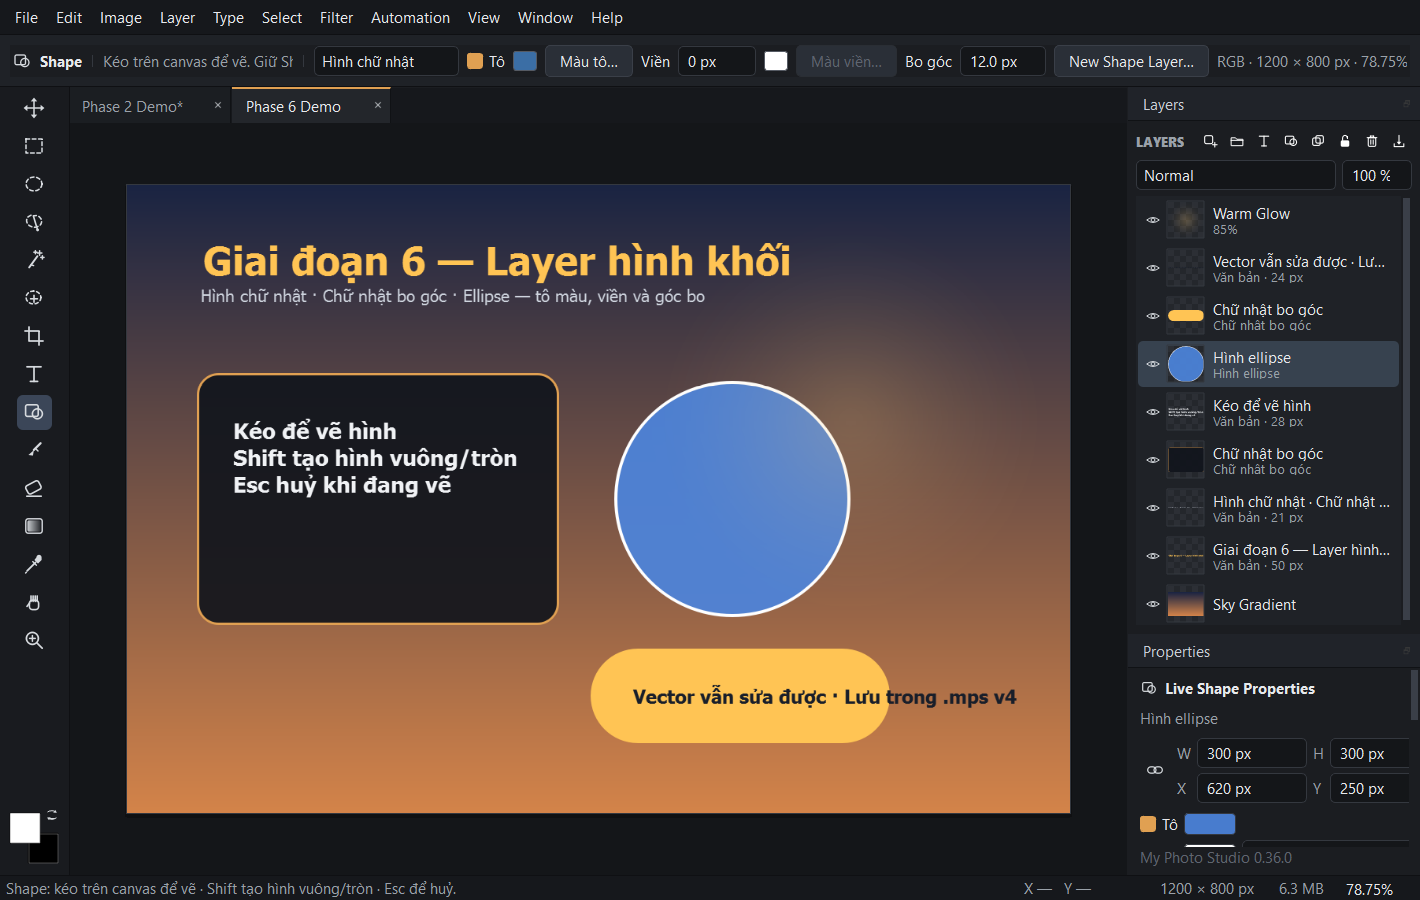 File Edit Image Layer Type Select Filter Automation View Window Help
Shape Kéo trên canvas để vẽ. Giữ Sh Hình chữ nhật Tô Màu tô... Viền 0 px Màu viền... Bo góc 12.0 px New Shape Layer... RGB · 1200 × 800 px · 78.75%
Phase 2 Demo* × Phase 6 Demo ×
Giai đoạn 6 — Layer hình khối
Hình chữ nhật · Chữ nhật bo góc · Ellipse — tô màu, viền và góc bo
Kéo để vẽ hình
Shift tạo hình vuông/tròn
Esc huỷ khi đang vẽ
Vector vẫn sửa được · Lưu trong .mps v4
Layers
LAYERS
Normal 100 %
Warm Glow
85%
Vector vẫn sửa được · Lư...
Văn bản · 24 px
Chữ nhật bo góc
Chữ nhật bo góc
Hình ellipse
Hình ellipse
Kéo để vẽ hình
Văn bản · 28 px
Chữ nhật bo góc
Chữ nhật bo góc
Hình chữ nhật · Chữ nhật ...
Văn bản · 21 px
Giai đoạn 6 — Layer hình...
Văn bản · 50 px
Sky Gradient
Properties
Live Shape Properties
Hình ellipse
W 300 px H 300 px
X 620 px Y 250 px
Tô
My Photo Studio 0.36.0
Shape: kéo trên canvas để vẽ · Shift tạo hình vuông/tròn · Esc để huỷ. X — Y — 1200 × 800 px 6.3 MB 78.75%